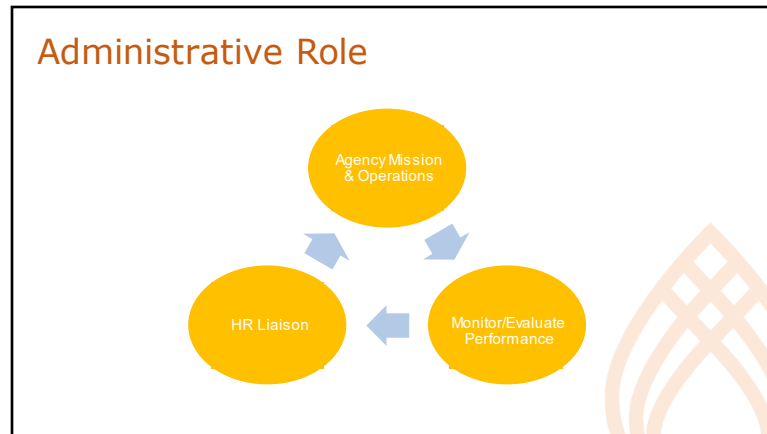 Administrative Role
Agency Mission
& Operations
HR Liaison
Monitor/Evaluate
Performance